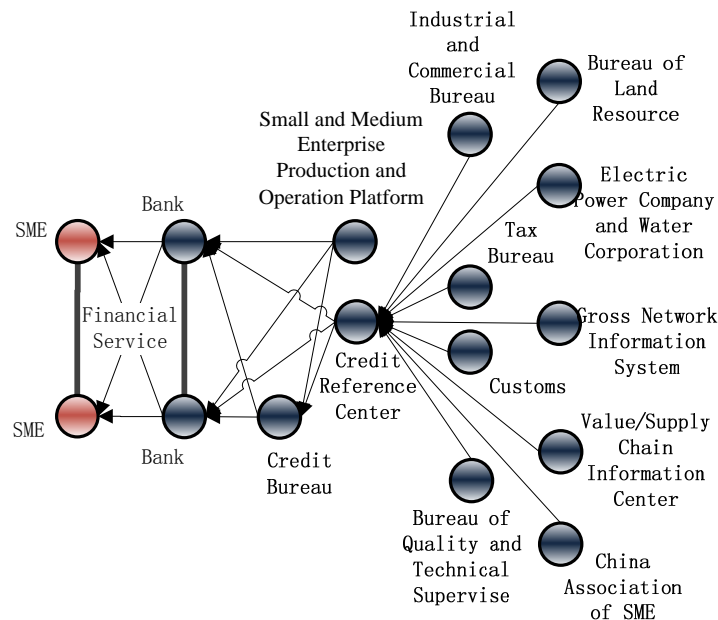 Industrial
and
Commercial
Bureau
Bureau of
Land
Resource
Small and Medium
Enterprise
Production and
Operation Platform
Electric
Power Company
and Water
Corporation
Bank
SME
Tax
Bureau
Financial
Service
Gross Network
Information
System
Credit
Reference
Center
Customs
SME
Bank
Credit
Bureau
Value/Supply
Chain
Information
Center
Bureau of
Quality and
Technical
Supervise
China
Association
of SME